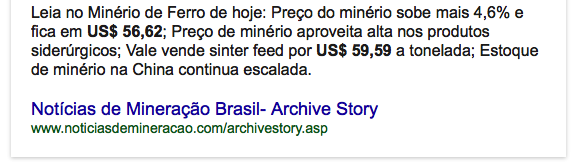 Leia no Minério de Ferro de hoje: Preço do minério sobe mais 4,6% e
fica em US$ 56,62; Preço de minério aproveita alta nos produtos
siderúrgicos; Vale vende sinter feed por US$ 59,59 a tonelada; Estoque
de minério na China continua escalada.
Notícias de Mineração Brasil- Archive Story
www.noticiasdemineracao.com/archivestory.asp